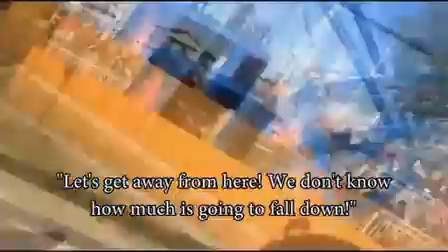 "Let's get away from here! We don't know
how much is going to fall down!"